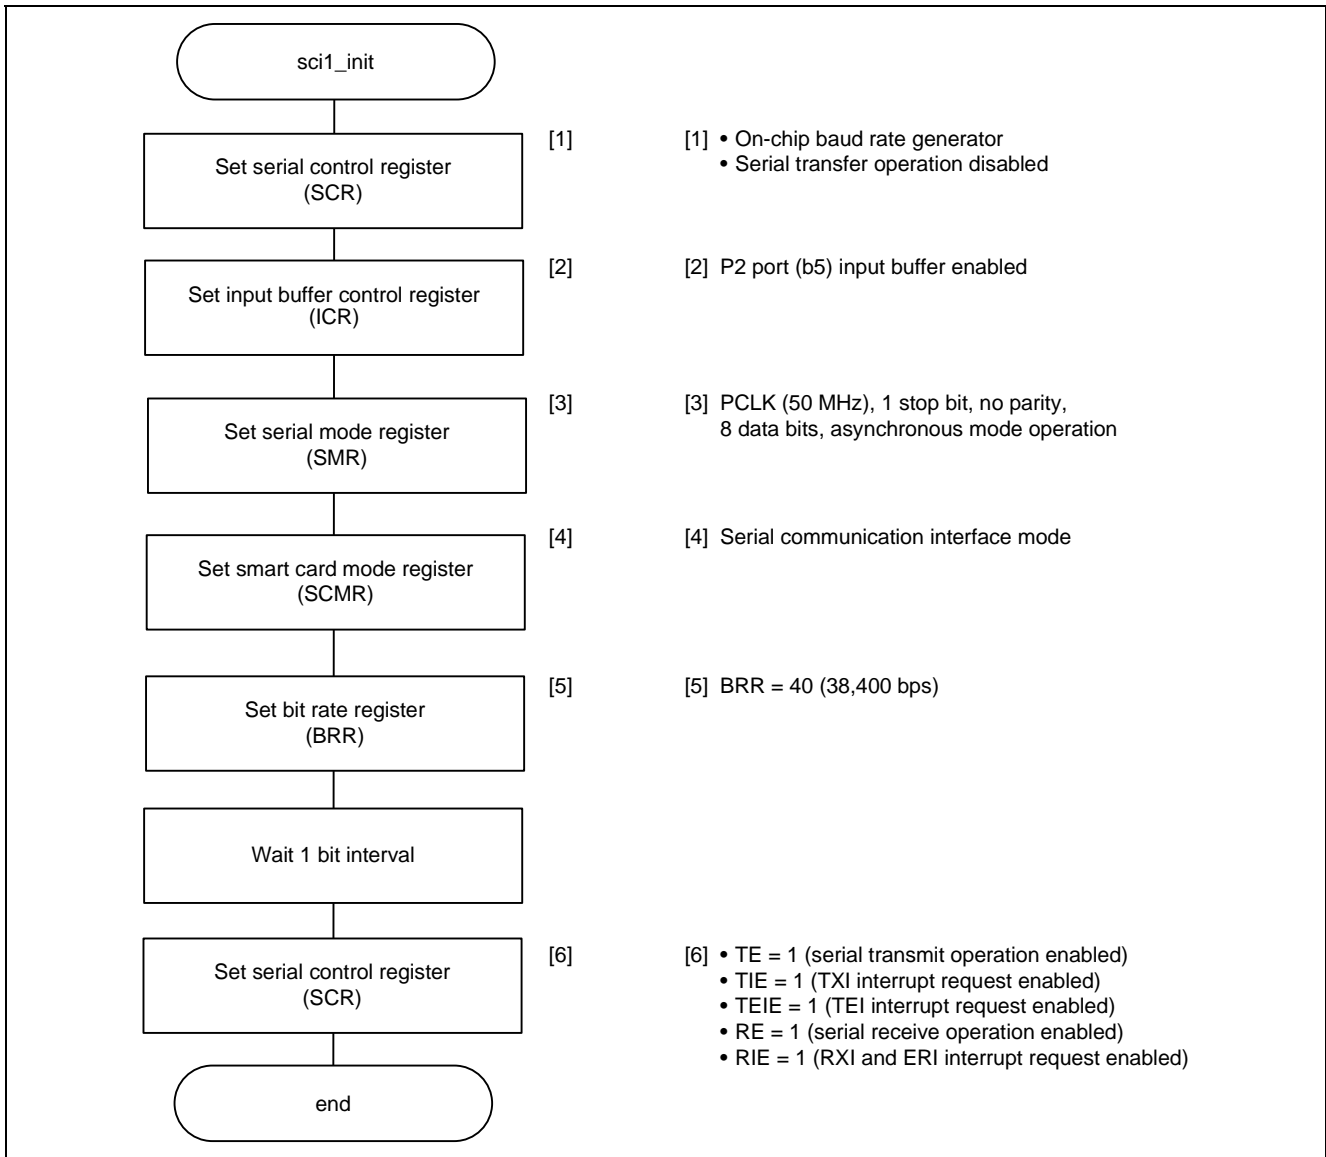 sci1_init
Set serial control register
(SCR)
[1]
[1] • On-chip baud rate generator
• Serial transfer operation disabled
Set input buffer control register
(ICR)
[2]
[2] P2 port (b5) input buffer enabled
Set serial mode register
(SMR)
[3]
[3] PCLK (50 MHz), 1 stop bit, no parity,
8 data bits, asynchronous mode operation
Set smart card mode register
(SCMR)
[4]
[4] Serial communication interface mode
Set bit rate register
(BRR)
[5]
[5] BRR = 40 (38,400 bps)
Wait 1 bit interval
Set serial control register
(SCR)
[6]
[6] • TE = 1 (serial transmit operation enabled)
• TIE = 1 (TXI interrupt request enabled)
• TEIE = 1 (TEI interrupt request enabled)
• RE = 1 (serial receive operation enabled)
• RIE = 1 (RXI and ERI interrupt request enabled)
end